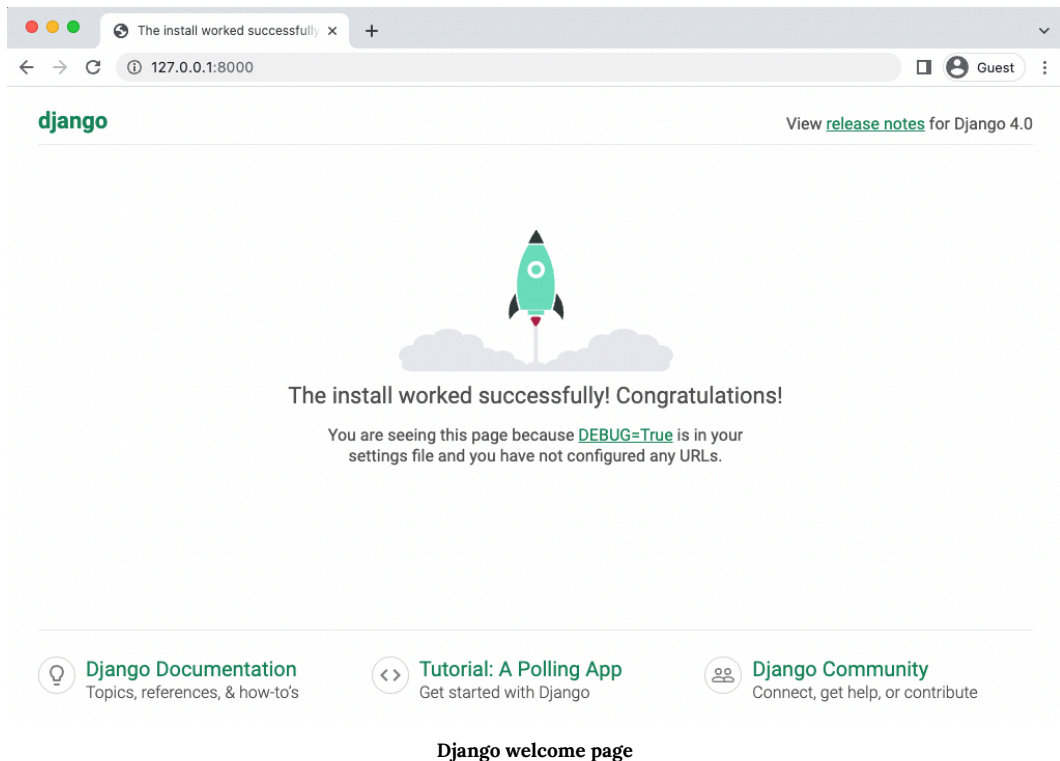 The install worked successfully
127.0.0.1:8000
Guest
django
View release notes for Django 4.0
The install worked successfully! Congratulations!
You are seeing this page because DEBUG=True is in your
settings file and you have not configured any URLs.
Django Documentation
Topics, references, & how-to's
Tutorial: A Polling App
Get started with Django
Django Community
Connect, get help, or contribute
Django welcome page